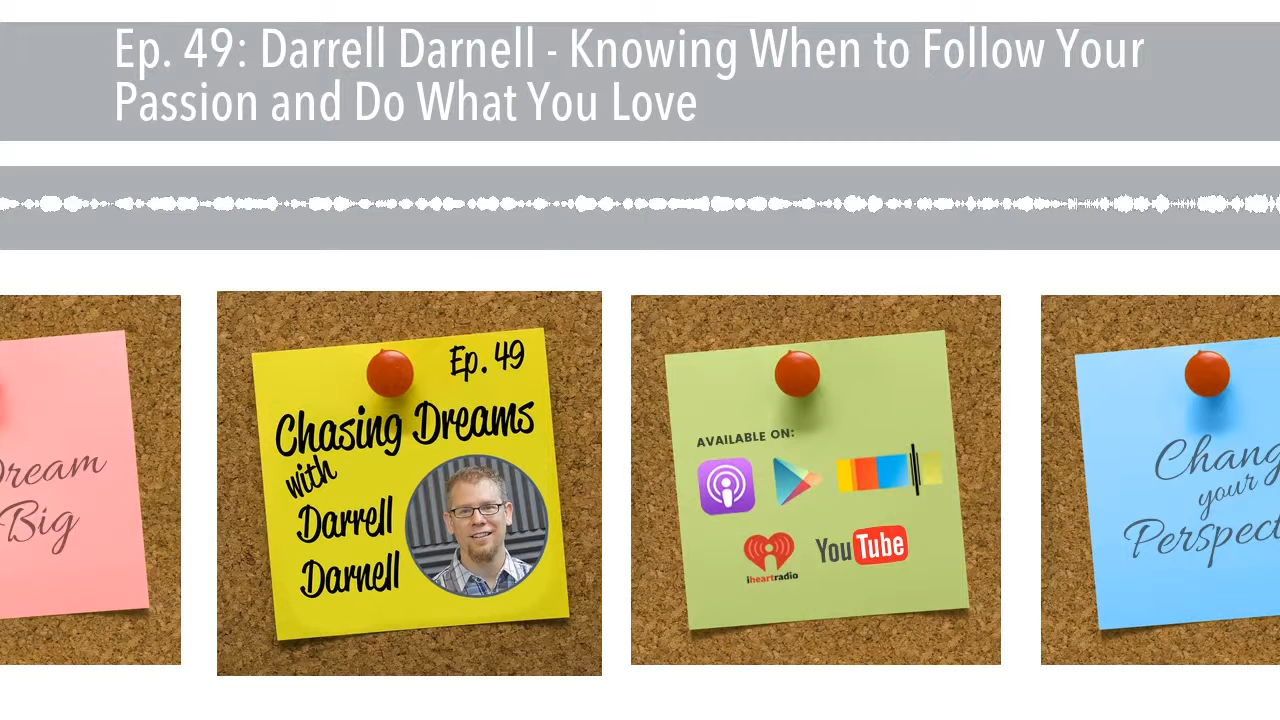 Ep. 49: Darrell Darnell - Knowing When to Follow Your
Passion and Do What You Love
Dream
Big
Ep. 49
Chasing Dreams
with
Darrell
Darnell
AVAILABLE ON:
iheartradio
YouTube
Chang
your
Perspect